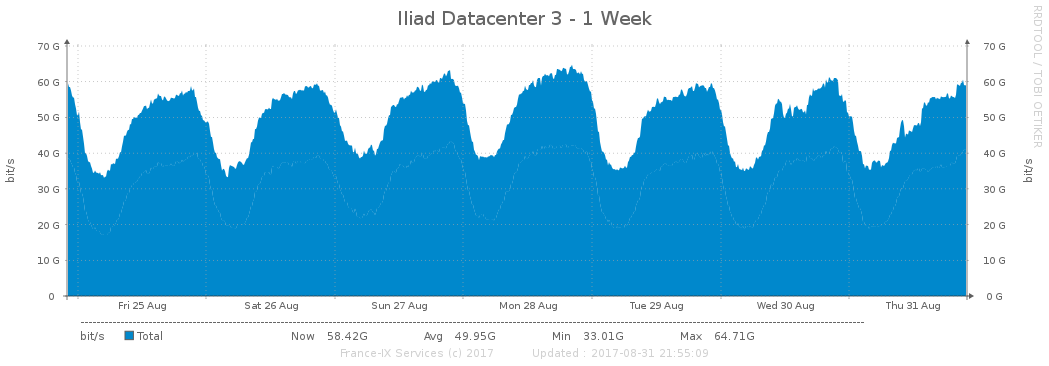 Iliad Datacenter 3 - 1 Week
RRDTOOL / TOBI OETIKER
70 G 70 G
60 G 60 G
50 G 50 G
40 G 40 G
30 G 30 G
20 G 20 G
10 G 10 G
0 0 G
bit/s bit/s
Fri 25 Aug Sat 26 Aug Sun 27 Aug Mon 28 Aug Tue 29 Aug Wed 30 Aug Thu 31 Aug
bit/s Total Now 58.42G Avg 49.95G Min 33.01G Max 64.71G
France-IX Services (c) 2017 Updated : 2017-08-31 21:55:09